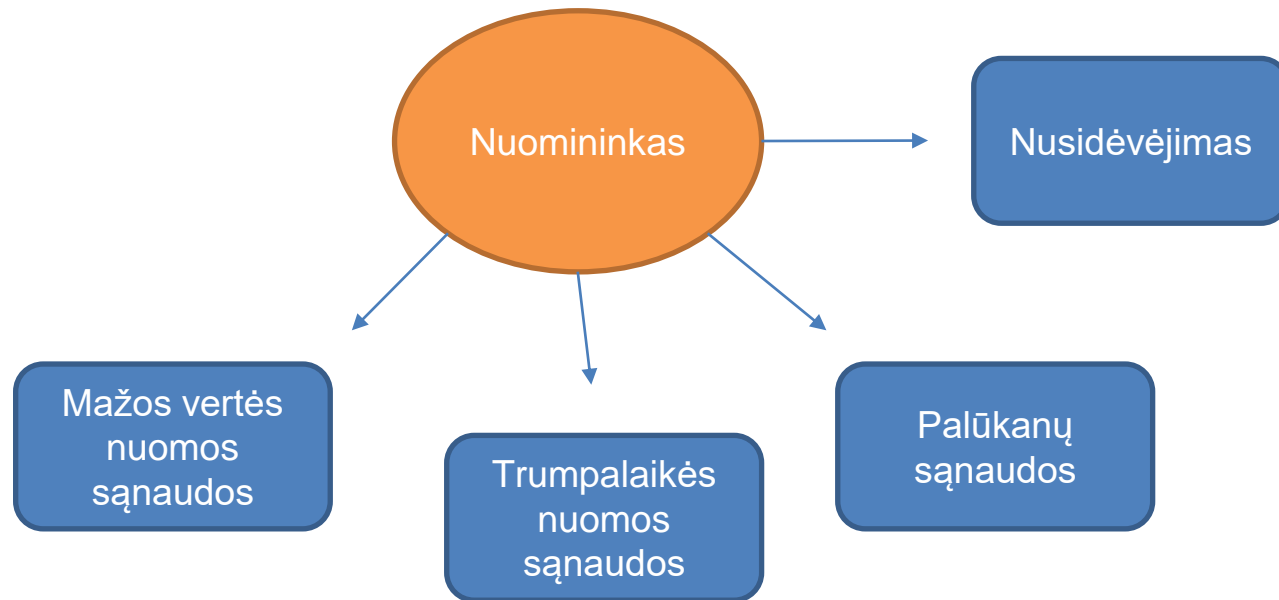 Nuomininkas
Nusidėvėjimas
Mažos vertės
nuomos
sąnaudos
Trumpalaikės
nuomos
sąnaudos
Palūkanų
sąnaudos